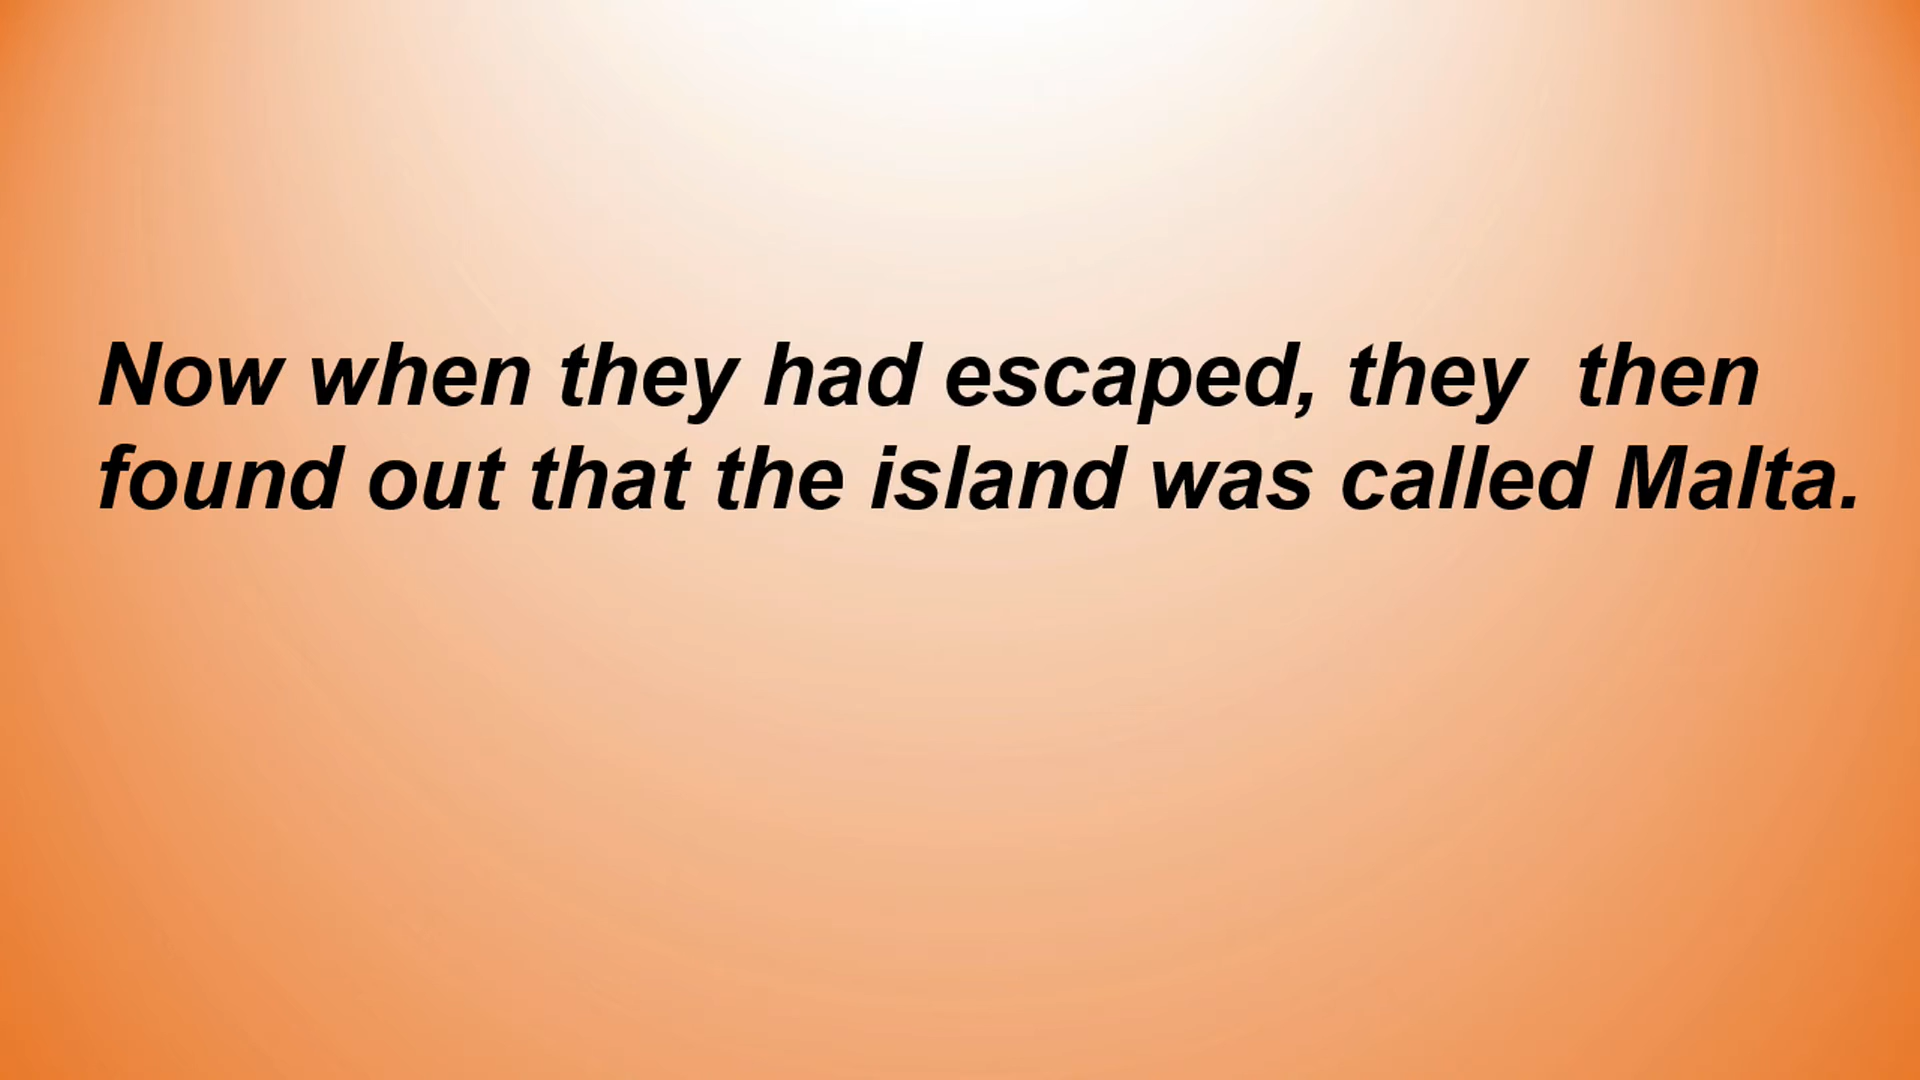 Now when they had escaped, they  then
found out that the island was called Malta.